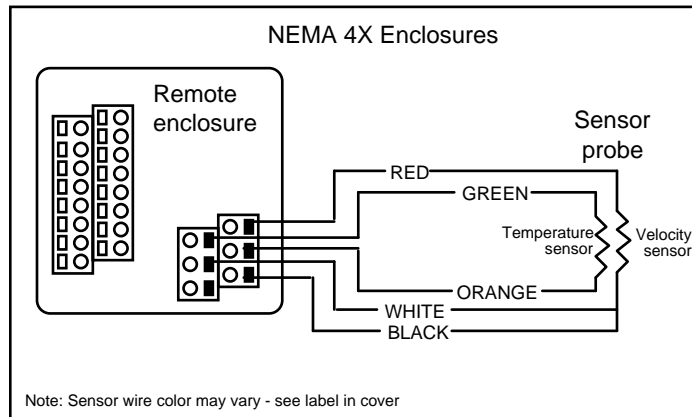 NEMA 4X Enclosures
Remote
enclosure
Sensor
probe
RED
GREEN
Temperature
sensor
Velocity
sensor
ORANGE
WHITE
BLACK
Note: Sensor wire color may vary - see label in cover